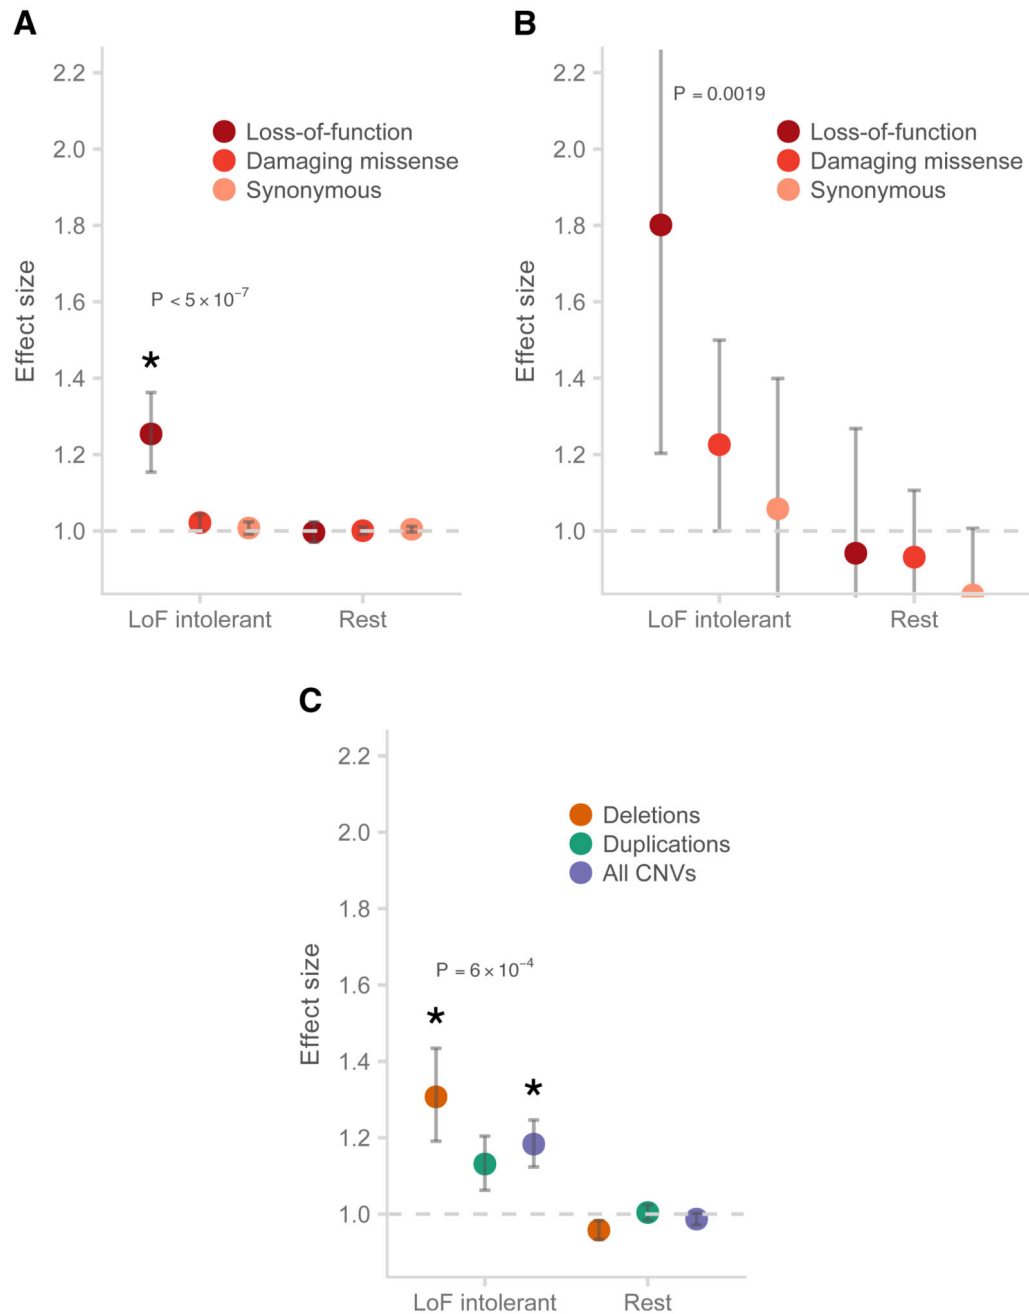 A
2.2
2.0
1.8
1.6
1.4
1.2
1.0
Effect size
Loss-of-function
Damaging missense
Synonymous
P < 5 × 10⁻⁷
*
LoF intolerant
Rest
B
2.2
2.0
1.8
1.6
1.4
1.2
1.0
Effect size
P = 0.0019
Loss-of-function
Damaging missense
Synonymous
LoF intolerant
Rest
C
2.2
2.0
1.8
1.6
1.4
1.2
1.0
Effect size
Deletions
Duplications
All CNVs
P = 6 × 10⁻⁴
*
*
LoF intolerant
Rest